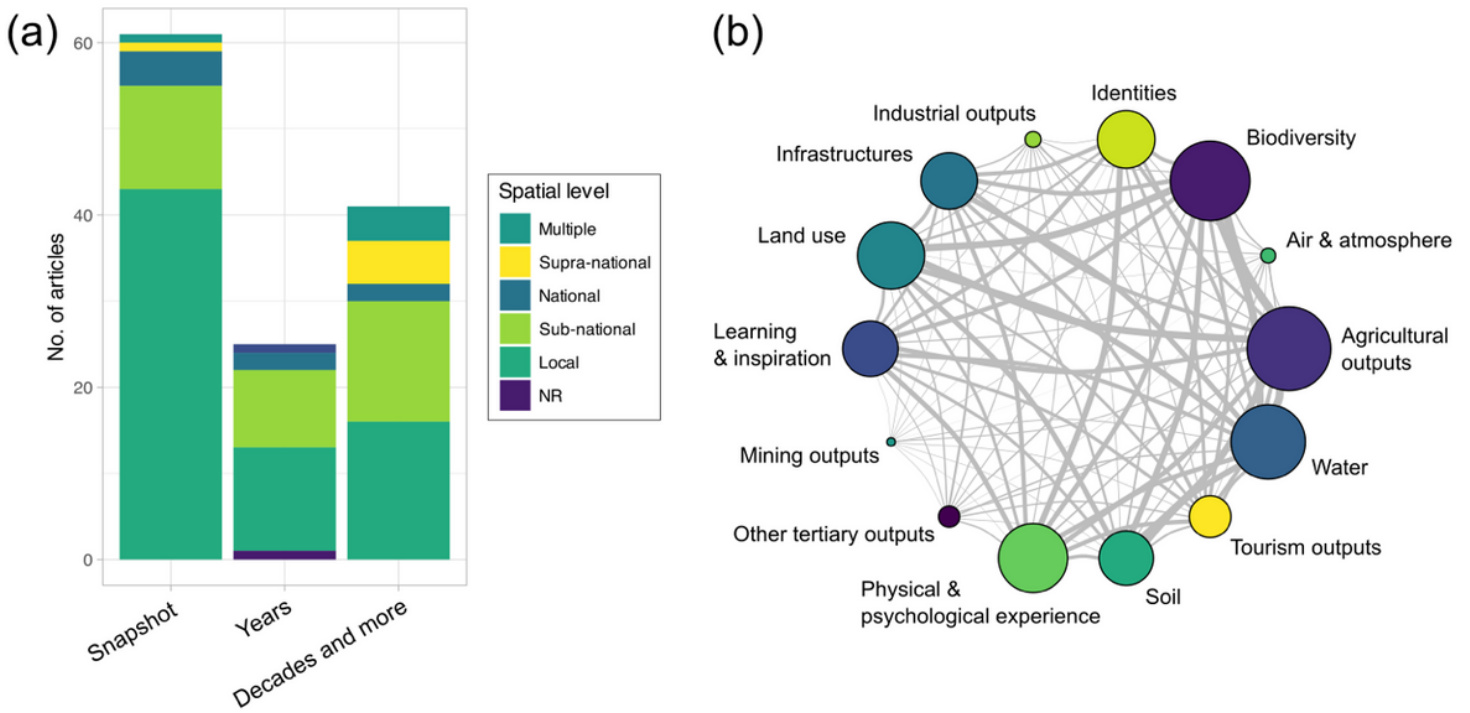 (a)
60
40
20
0
No. of articles
Snapshot
Years
Decades and more
Spatial level
Multiple
Supra-national
National
Sub-national
Local
NR
(b)
Identities
Industrial outputs
Biodiversity
Infrastructures
Land use
Air & atmosphere
Learning
& inspiration
Agricultural
outputs
Mining outputs
Water
Other tertiary outputs
Tourism outputs
Physical &
psychological experience
Soil